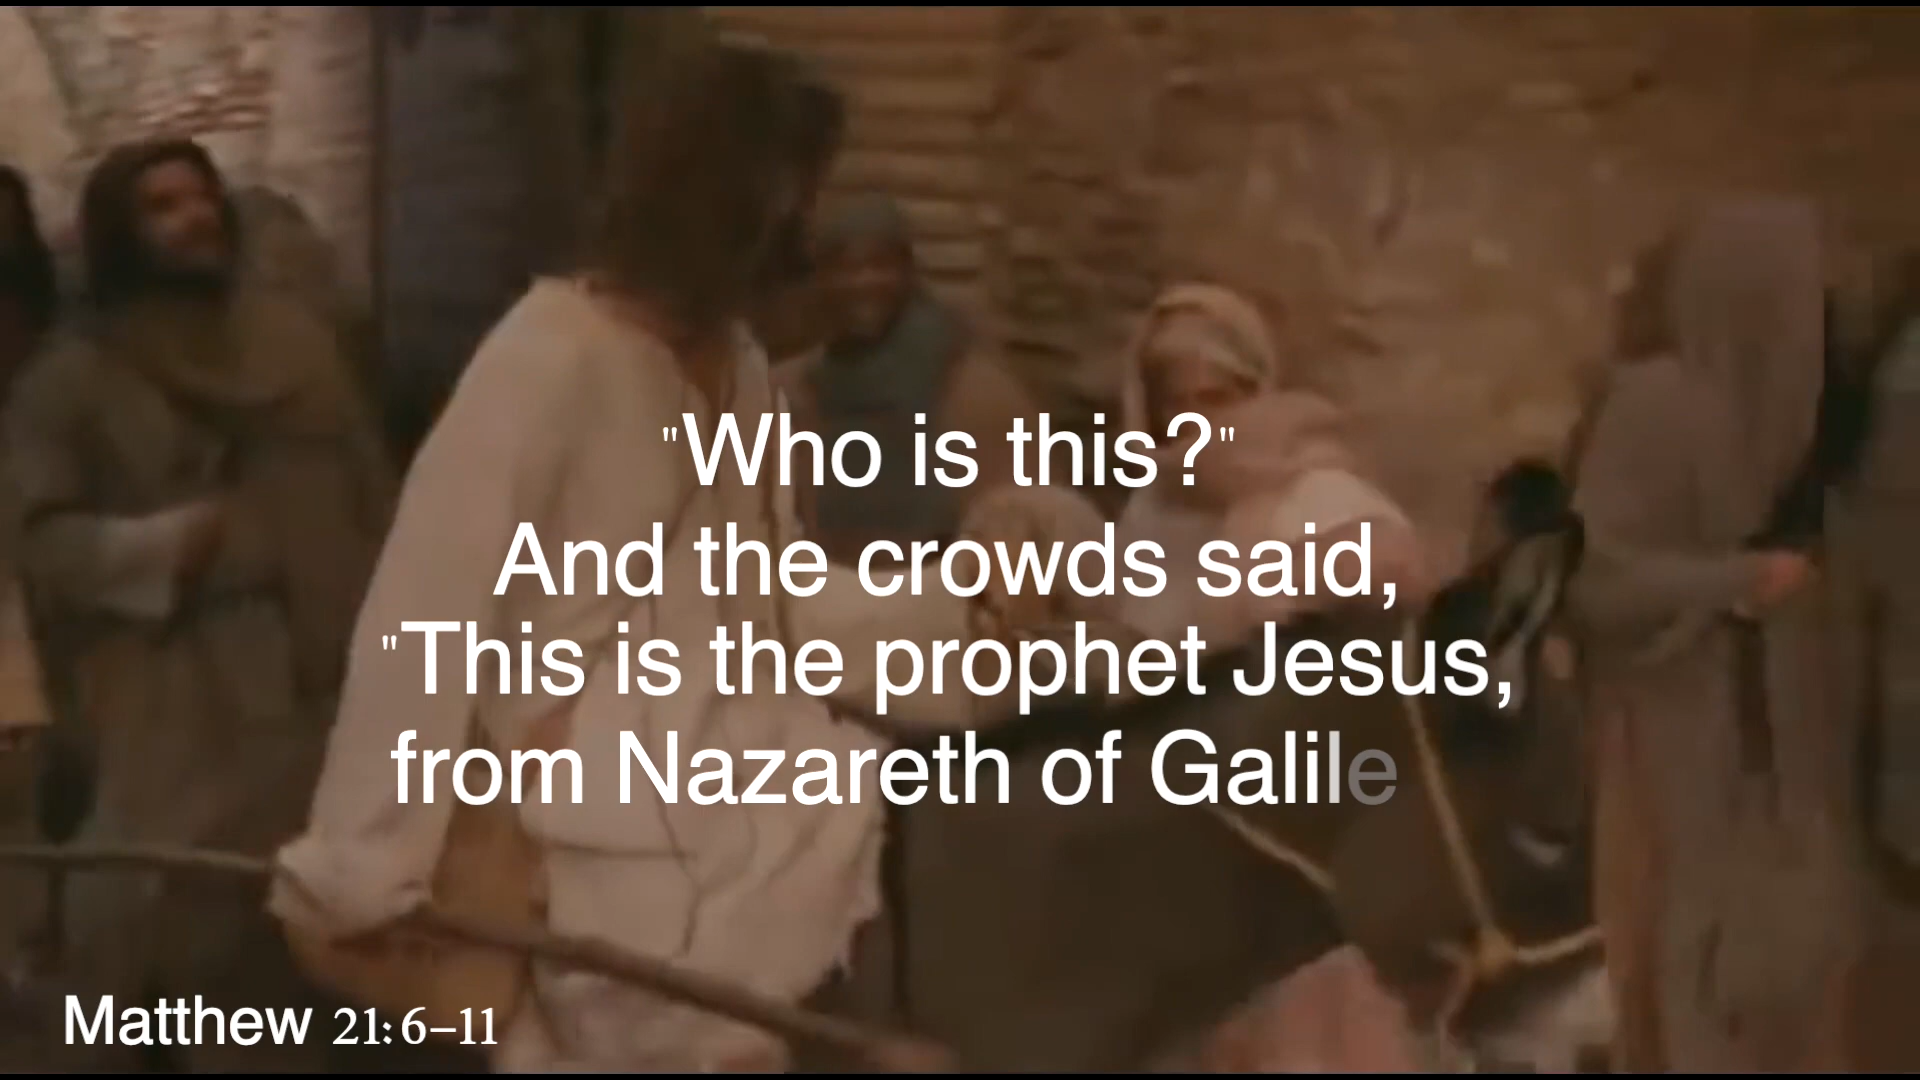 "Who is this?"
And the crowds said,
"This is the prophet Jesus,
from Nazareth of Galile
Matthew 21:6–11